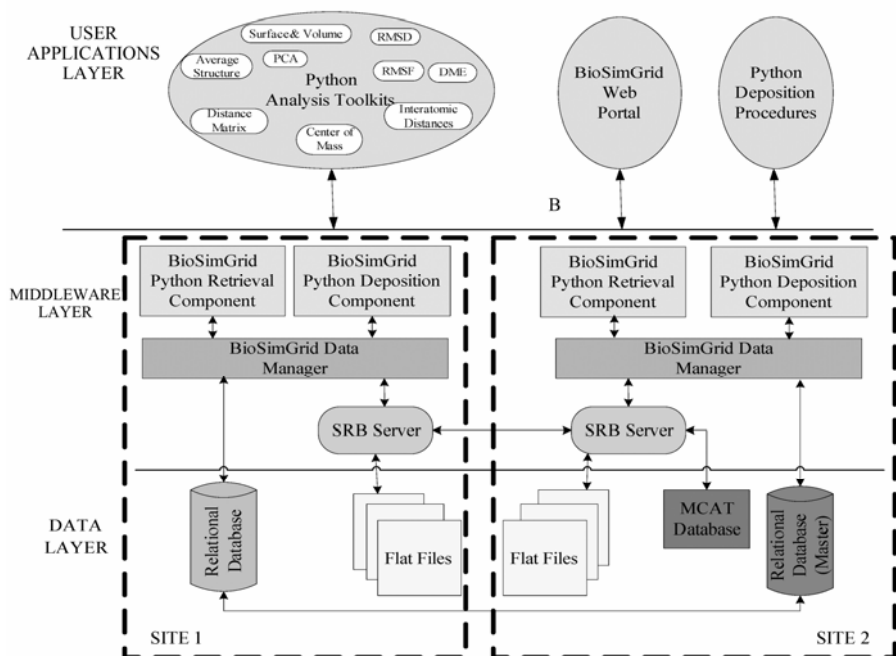 USER
APPLICATIONS
LAYER
Surface& Volume
RMSD
Average
Structure
PCA
RMSF
DME
Python
Analysis Toolkits
Distance
Matrix
Center of
Mass
Interatomic
Distances
BioSimGrid
Web
Portal
Python
Deposition
Procedures
B
MIDDLEWARE
LAYER
BioSimGrid
Python Retrieval
Component
BioSimGrid
Python Deposition
Component
BioSimGrid
Python Retrieval
Component
BioSimGrid
Python Deposition
Component
BioSimGrid Data
Manager
BioSimGrid Data
Manager
SRB Server
SRB Server
DATA
LAYER
Relational
Database
Flat Files
Flat Files
MCAT
Database
Relational
Database
(Master)
SITE 1
SITE 2